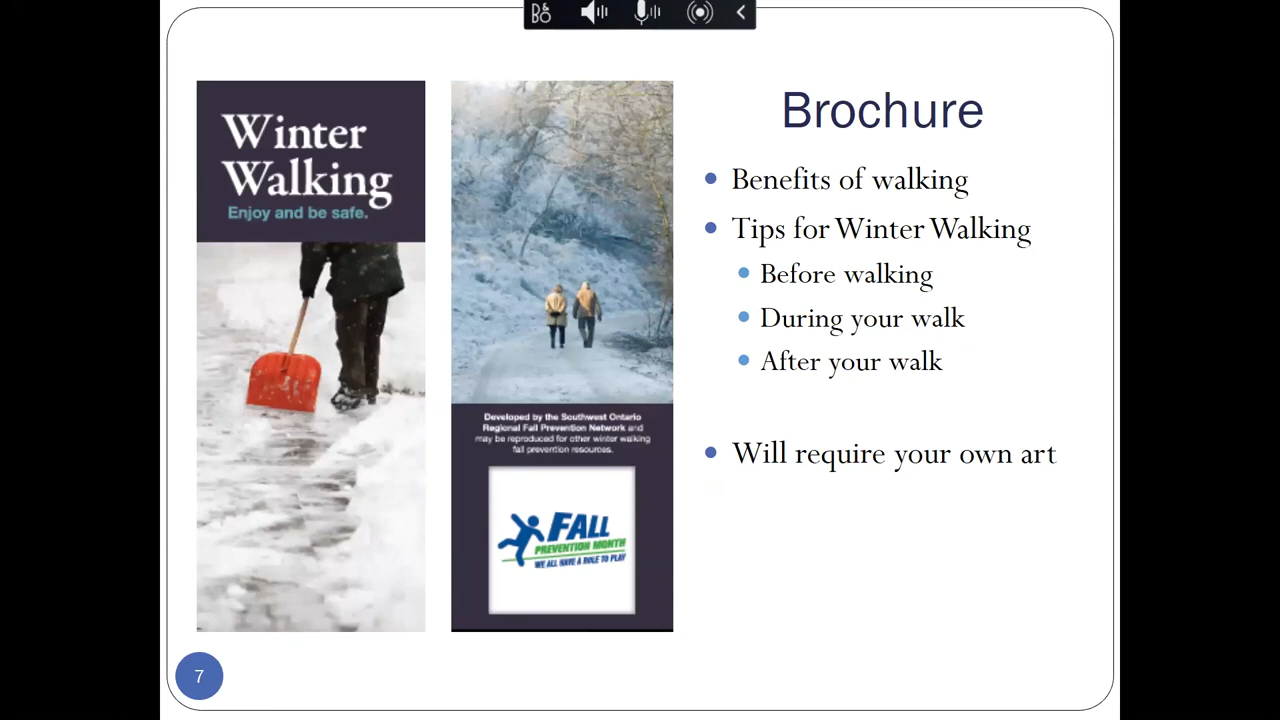 B&O
Winter
Walking
Enjoy and be safe.
Developed by the Southwest Ontario
Regional Fall Prevention Network and
may be reproduced for other winter walking
fall prevention resources.
FALL
PREVENTION MONTH
WE ALL HAVE A ROLE TO PLAY
Brochure
Benefits of walking
Tips for Winter Walking
Before walking
During your walk
After your walk
Will require your own art
7